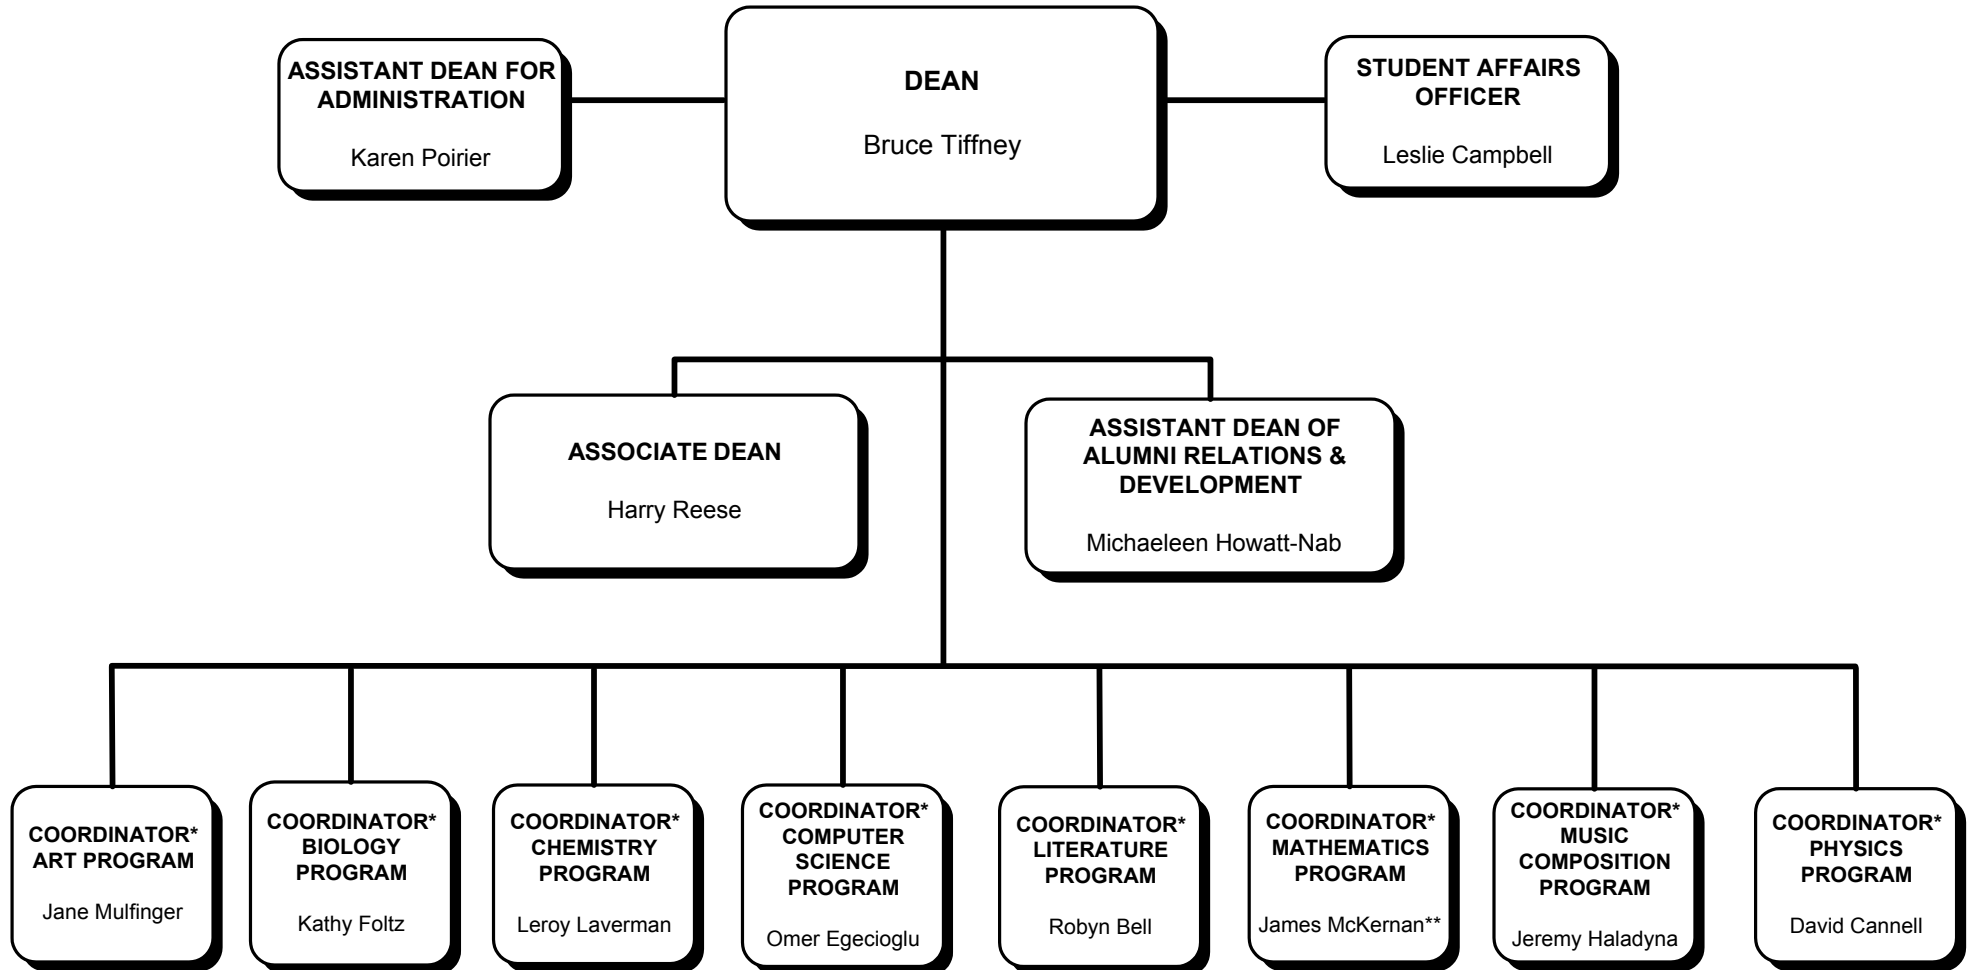 ASSISTANT DEAN FOR
ADMINISTRATION
Karen Poirier
DEAN
Bruce Tiffney
STUDENT AFFAIRS
OFFICER
Leslie Campbell
ASSOCIATE DEAN
Harry Reese
ASSISTANT DEAN OF
ALUMNI RELATIONS &
DEVELOPMENT
Michaeleen Howatt-Nab
COORDINATOR*
ART PROGRAM
Jane Mulfinger
COORDINATOR*
BIOLOGY
PROGRAM
Kathy Foltz
COORDINATOR*
CHEMISTRY
PROGRAM
Leroy Laverman
COORDINATOR*
COMPUTER
SCIENCE
PROGRAM
Omer Egecioglu
COORDINATOR*
LITERATURE
PROGRAM
Robyn Bell
COORDINATOR*
MATHEMATICS
PROGRAM
James McKernan**
COORDINATOR*
MUSIC
COMPOSITION
PROGRAM
Jeremy Haladyna
COORDINATOR*
PHYSICS
PROGRAM
David Cannell